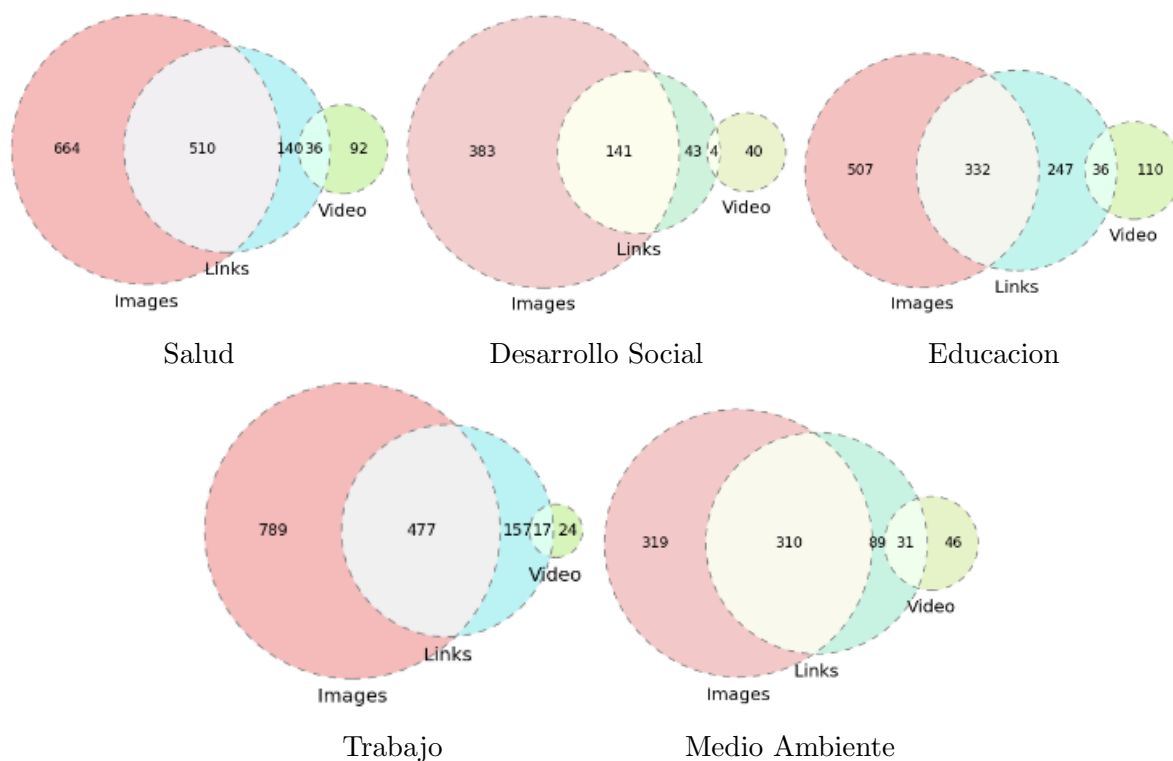 664 510 140 36 92
Video
Links
Images
Salud
383 141 43 4 40
Video
Links
Images
Desarrollo Social
507 332 247 36 110
Video
Links
Images
Educacion
789 477 157 17 24
Video
Links
Images
Trabajo
319 310 89 31 46
Video
Links
Images
Medio Ambiente